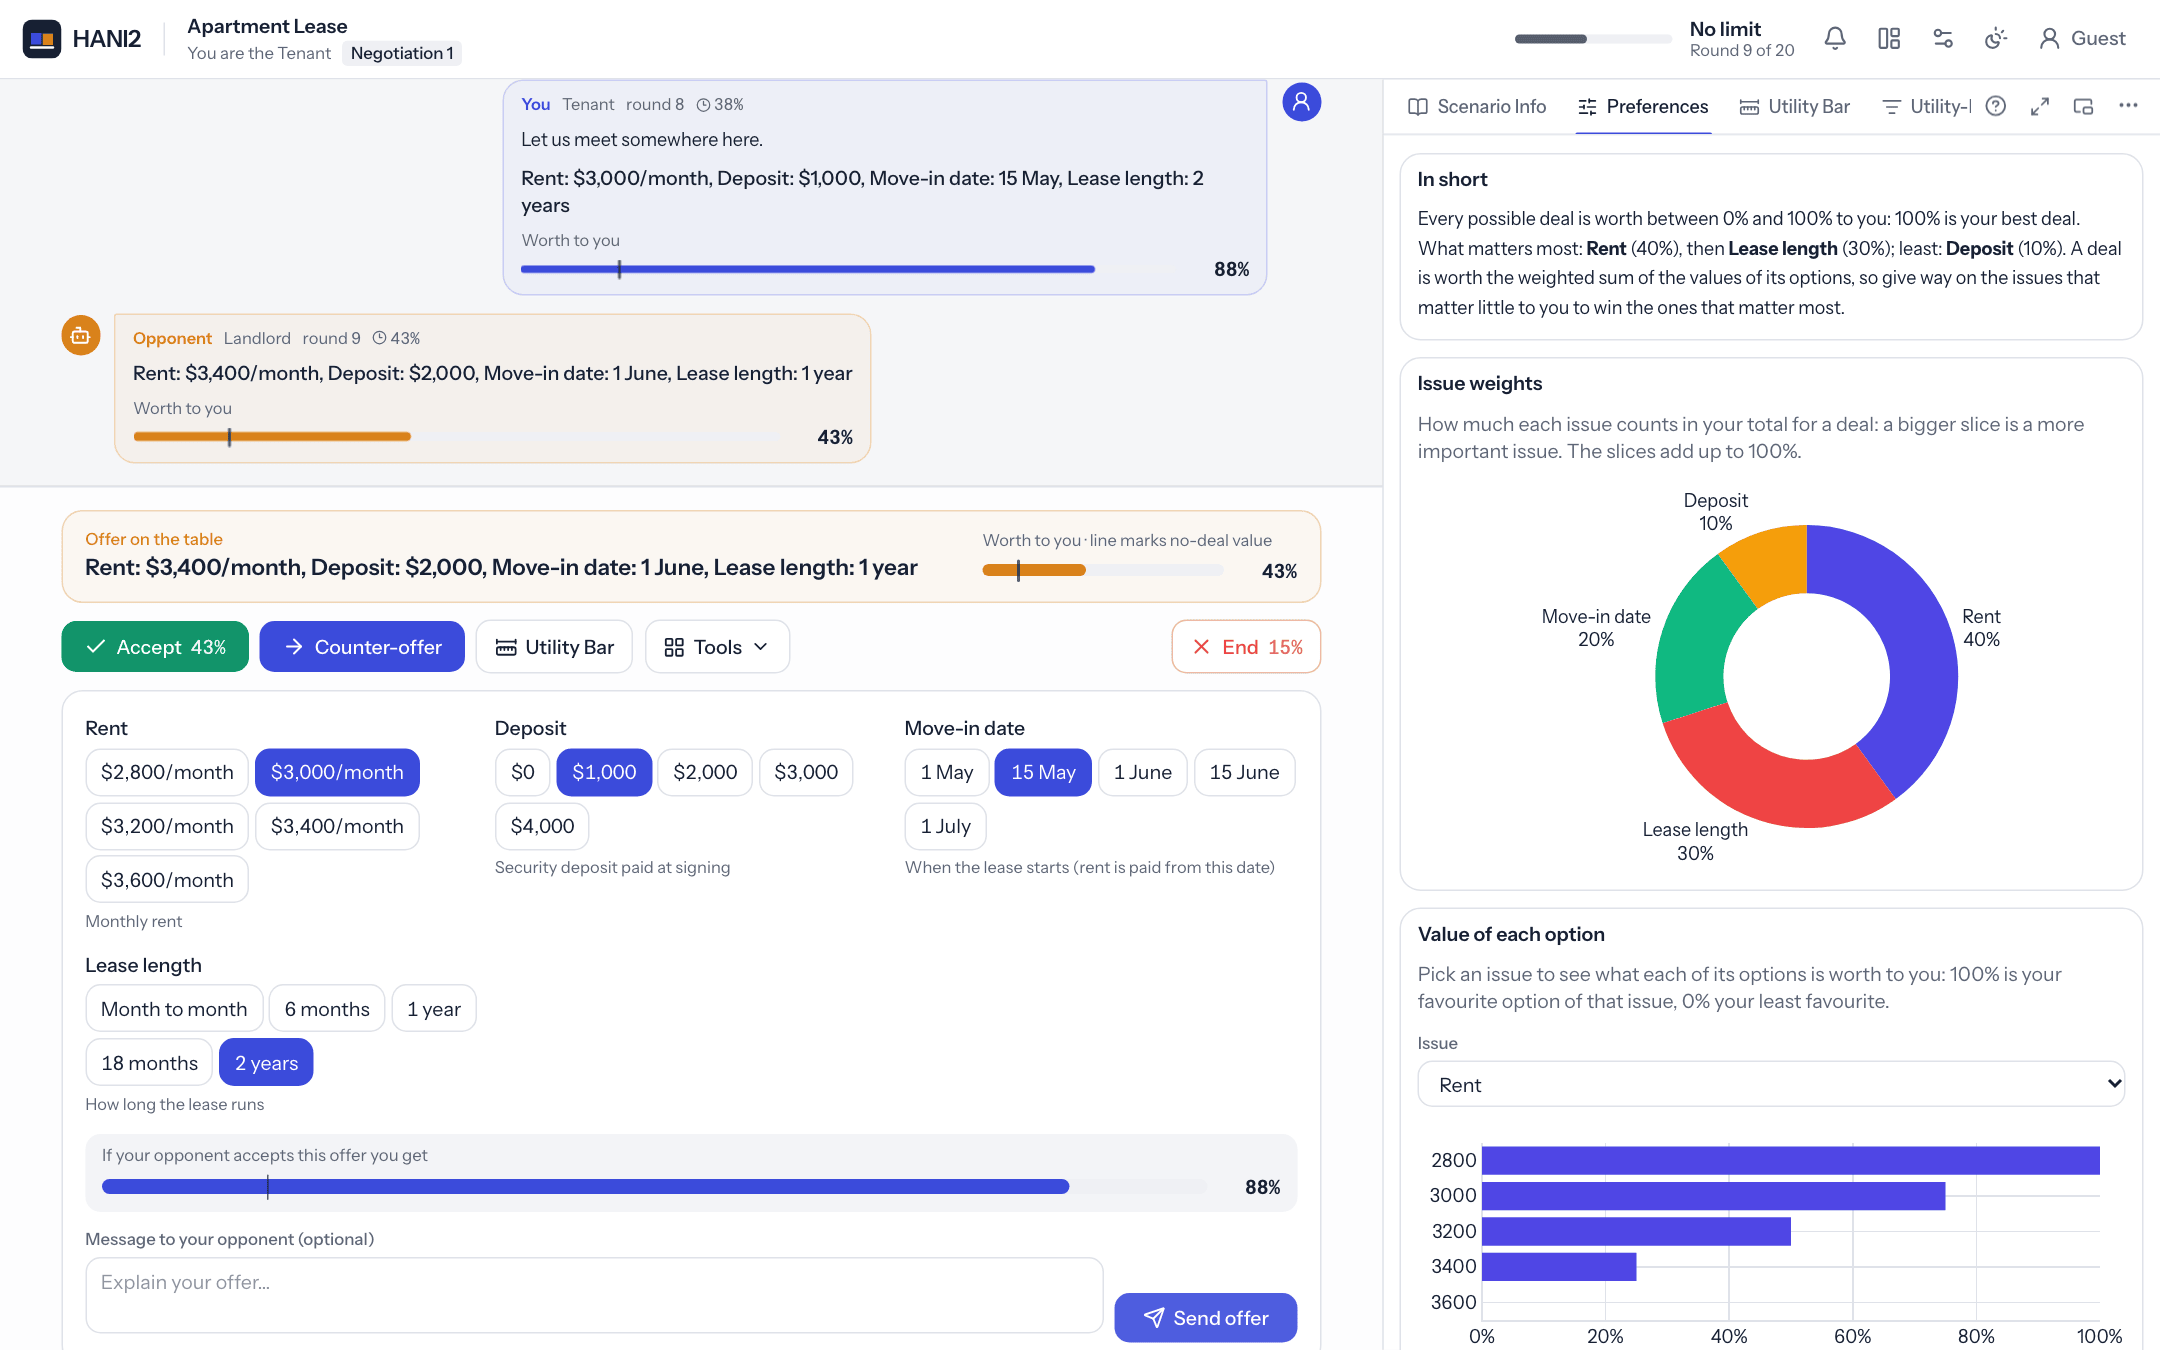 HANI2
Apartment Lease
You are the Tenant Negotiation 1
No limit
Round 9 of 20
Guest
You Tenant round 8 38%
Let us meet somewhere here.
Rent: $3,000/month, Deposit: $1,000, Move-in date: 15 May, Lease length: 2
years
Worth to you
88%
Opponent Landlord round 9 43%
Rent: $3,400/month, Deposit: $2,000, Move-in date: 1 June, Lease length: 1 year
Worth to you
43%
Offer on the table
Rent: $3,400/month, Deposit: $2,000, Move-in date: 1 June, Lease length: 1 year
Worth to you · line marks no-deal value
43%
Accept 43%
Counter-offer
Utility Bar
Tools
End 15%
Rent
$2,800/month $3,000/month
$3,200/month $3,400/month
$3,600/month
Monthly rent
Deposit
$0 $1,000 $2,000 $3,000
$4,000
Security deposit paid at signing
Move-in date
1 May 15 May 1 June 15 June
1 July
When the lease starts (rent is paid from this date)
Lease length
Month to month 6 months 1 year
18 months 2 years
How long the lease runs
If your opponent accepts this offer you get
88%
Message to your opponent (optional)
Explain your offer...
Send offer
Scenario Info Preferences Utility Bar Utility-
In short
Every possible deal is worth between 0% and 100% to you: 100% is your best deal.
What matters most: Rent (40%), then Lease length (30%); least: Deposit (10%). A deal
is worth the weighted sum of the values of its options, so give way on the issues that
matter little to you to win the ones that matter most.
Issue weights
How much each issue counts in your total for a deal: a bigger slice is a more
important issue. The slices add up to 100%.
Deposit
10%
Move-in date
20%
Rent
40%
Lease length
30%
Value of each option
Pick an issue to see what each of its options is worth to you: 100% is your
favourite option of that issue, 0% your least favourite.
Issue
Rent
2800
3000
3200
3400
3600
0% 20% 40% 60% 80% 100%